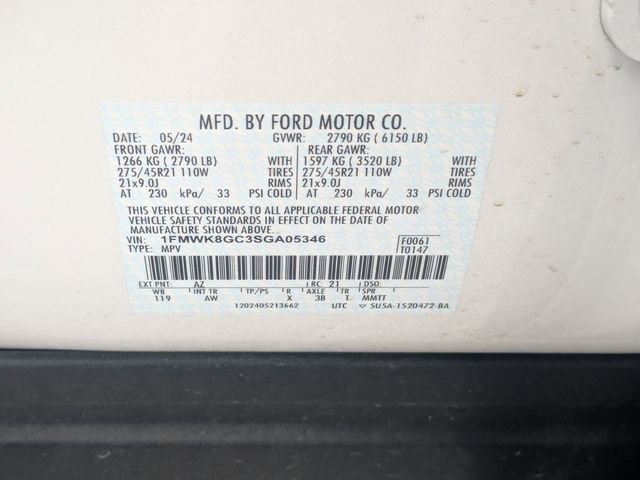 MFD. BY FORD MOTOR CO.
DATE: 05/24 GVWR: 2790 KG ( 6150 LB)
FRONT GAWR: REAR GAWR:
1266 KG ( 2790 LB) WITH 1597 KG ( 3520 LB) WITH
275/45R21 110W TIRES 275/45R21 110W TIRES
21x9.0J RIMS 21x9.0J RIMS
AT 230 kPa/ 33 PSI COLD AT 230 kPa/ 33 PSI COLD
THIS VEHICLE CONFORMS TO ALL APPLICABLE FEDERAL MOTOR
VEHICLE SAFETY STANDARDS IN EFFECT ON THE DATE OF
MANUFACTURE SHOWN ABOVE.
VIN: 1FMWK8GC3SGA05346 F0061
TYPE: MPV T0147
EXT PNT: AZ RC: 21 DSO:
WB INT TR TP/PS R AXLE TR SPR
119 AW X 3B T. MMTT
1202405213662 UTC 5U5A-1520472-BA